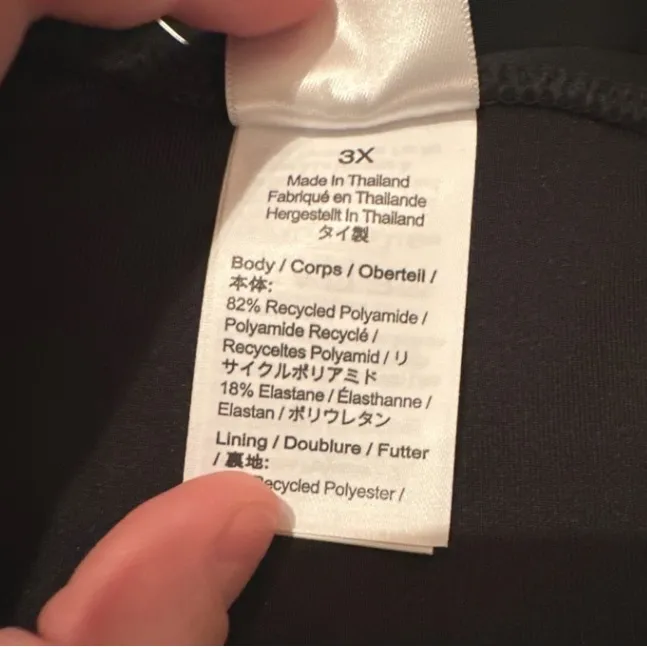 3X
Made In Thailand
Fabriqué en Thaïlande
Hergestellt In Thailand
タイ製
Body / Corps / Oberteil /
本体:
82% Recycled Polyamide /
Polyamide Recyclé /
Recyceltes Polyamid / リ
サイクルポリアミド
18% Elastane / Élasthanne /
Elastan / ポリウレタン
Lining / Doublure / Futter
/ 裏地:
Polyester /